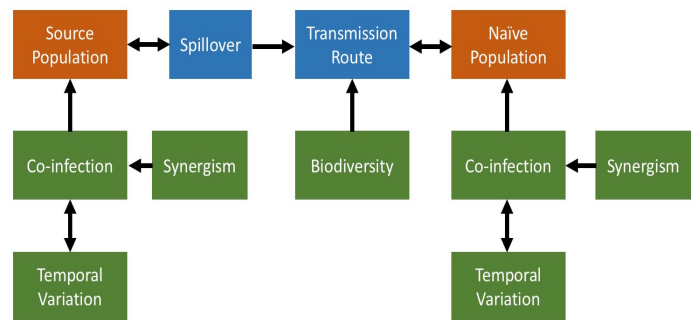 Source
Population
Spillover
Transmission
Route
Naïve
Population
Co-infection
Synergism
Biodiversity
Co-infection
Synergism
Temporal
Variation
Temporal
Variation